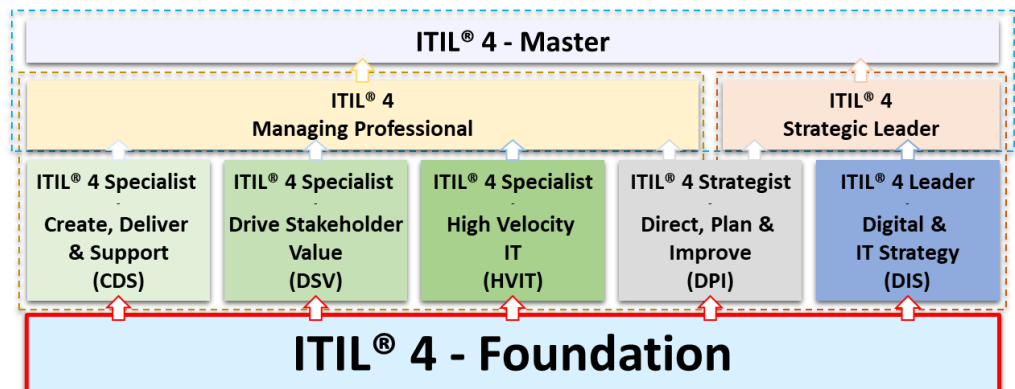 ITIL® 4 - Master
ITIL® 4
Managing Professional
ITIL® 4
Strategic Leader
ITIL® 4 Specialist
-
Create, Deliver
& Support
(CDS)
ITIL® 4 Specialist
-
Drive Stakeholder
Value
(DSV)
ITIL® 4 Specialist
-
High Velocity
IT
(HVIT)
ITIL® 4 Strategist
-
Direct, Plan &
Improve
(DPI)
ITIL® 4 Leader
-
Digital &
IT Strategy
(DIS)
ITIL® 4 - Foundation